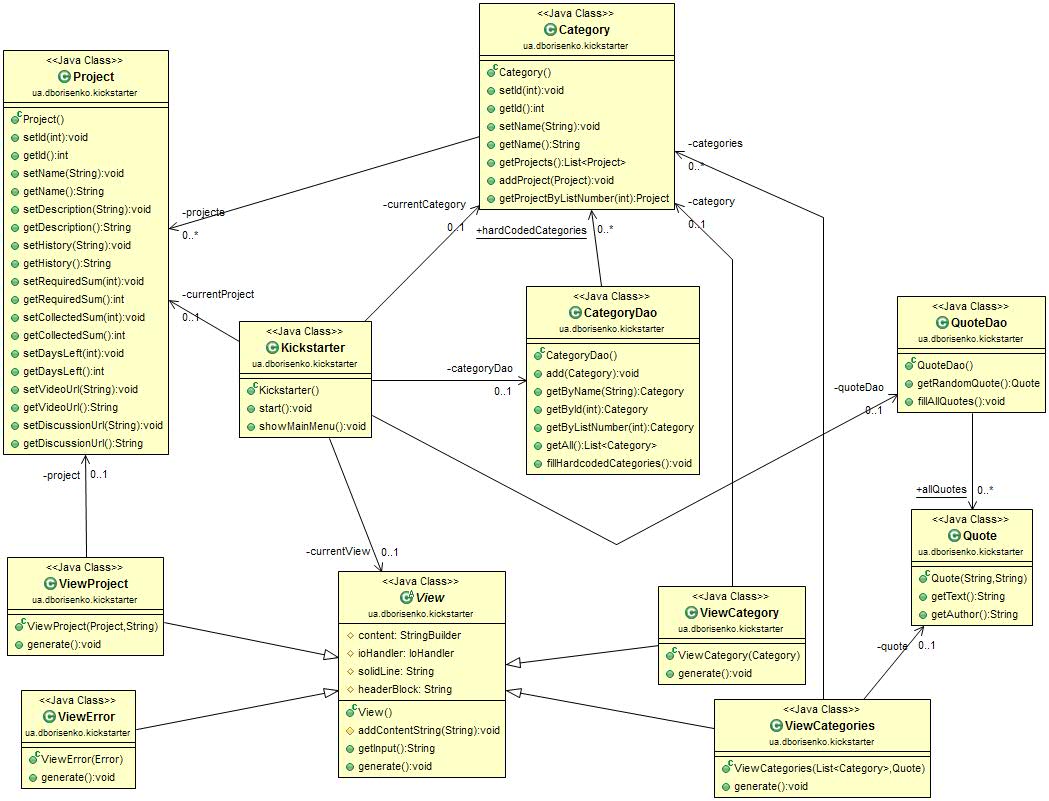 <<Java Class>>
Category
ua.dborisenko.kickstarter
Category()
setId(int):void
getId():int
setName(String):void
getName():String
getProjects():List<Project>
addProject(Project):void
getProjectByListNumber(int):Project
<<Java Class>>
Project
ua.dborisenko.kickstarter
Project()
setId(int):void
getId():int
setName(String):void
getName():String
setDescription(String):void
getDescription():String
setHistory(String):void
getHistory():String
setRequiredSum(int):void
getRequiredSum():int
setCollectedSum(int):void
getCollectedSum():int
setDaysLeft(int):void
getDaysLeft():int
setVideoUrl(String):void
getVideoUrl():String
setDiscussionUrl(String):void
getDiscussionUrl():String
-projects
0..*
-currentCategory
0..1
+hardCodedCategories
0..*
-categories
0..*
-category
0..1
-currentProject
0..1
<<Java Class>>
Kickstarter
ua.dborisenko.kickstarter
Kickstarter()
start():void
showMainMenu():void
-categoryDao
0..1
<<Java Class>>
CategoryDao
ua.dborisenko.kickstarter
CategoryDao()
add(Category):void
getByName(String):Category
getById(int):Category
getByListNumber(int):Category
getAll():List<Category>
fillHardcodedCategories():void
-quoteDao
0..1
<<Java Class>>
QuoteDao
ua.dborisenko.kickstarter
QuoteDao()
getRandomQuote():Quote
fillAllQuotes():void
+allQuotes
0..*
<<Java Class>>
Quote
ua.dborisenko.kickstarter
Quote(String,String)
getText():String
getAuthor():String
-quote
0..1
-project
0..1
<<Java Class>>
ViewProject
ua.dborisenko.kickstarter
ViewProject(Project,String)
generate():void
-currentView
0..1
<<Java Class>>
View
ua.dborisenko.kickstarter
content: StringBuilder
ioHandler: IoHandler
solidLine: String
headerBlock: String
View()
addContentString(String):void
getInput():String
generate():void
<<Java Class>>
ViewCategory
ua.dborisenko.kickstarter
ViewCategory(Category)
generate():void
<<Java Class>>
ViewError
ua.dborisenko.kickstarter
ViewError(Error)
generate():void
<<Java Class>>
ViewCategories
ua.dborisenko.kickstarter
ViewCategories(List<Category>,Quote)
generate():void